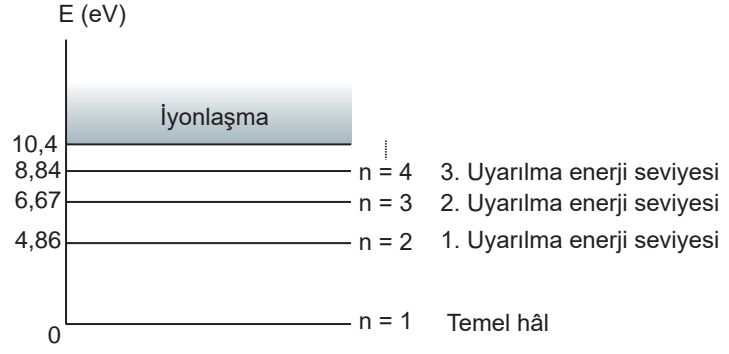 E (eV)
İyonlaşma
10,4
8,84 n = 4 3. Uyarılma enerji seviyesi
6,67 n = 3 2. Uyarılma enerji seviyesi
4,86 n = 2 1. Uyarılma enerji seviyesi
n = 1 Temel hâl
0